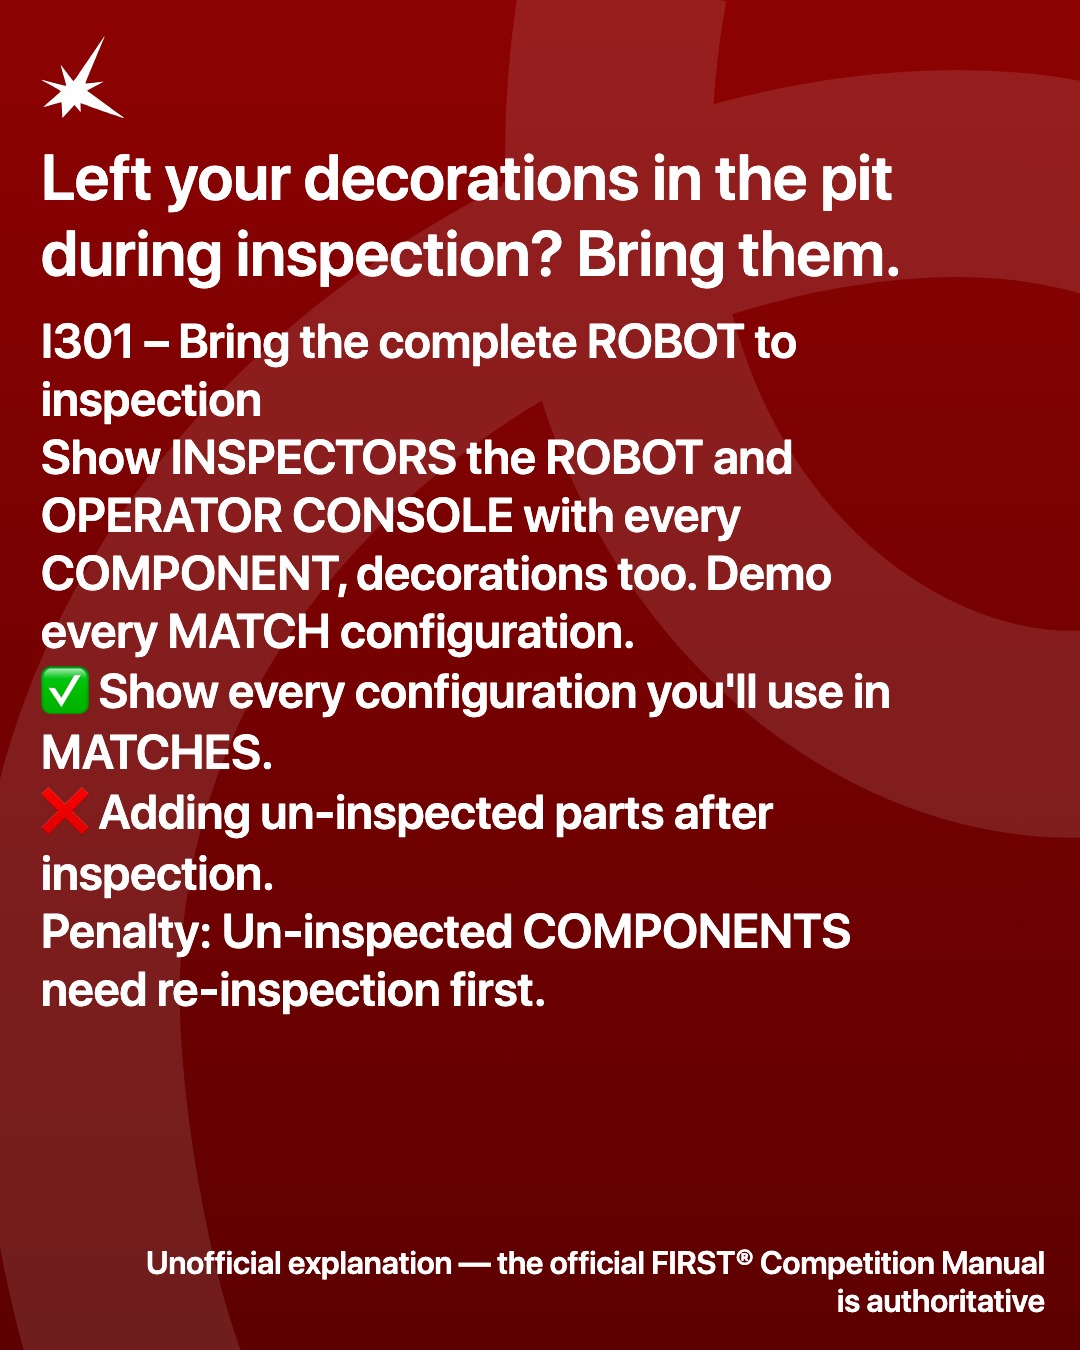 Left your decorations in the pit
during inspection? Bring them.
I301 – Bring the complete ROBOT to
inspection
Show INSPECTORS the ROBOT and
OPERATOR CONSOLE with every
COMPONENT, decorations too. Demo
every MATCH configuration.
✅ Show every configuration you'll use in
MATCHES.
❌ Adding un-inspected parts after
inspection.
Penalty: Un-inspected COMPONENTS
need re-inspection first.
Unofficial explanation — the official FIRST® Competition Manual
is authoritative